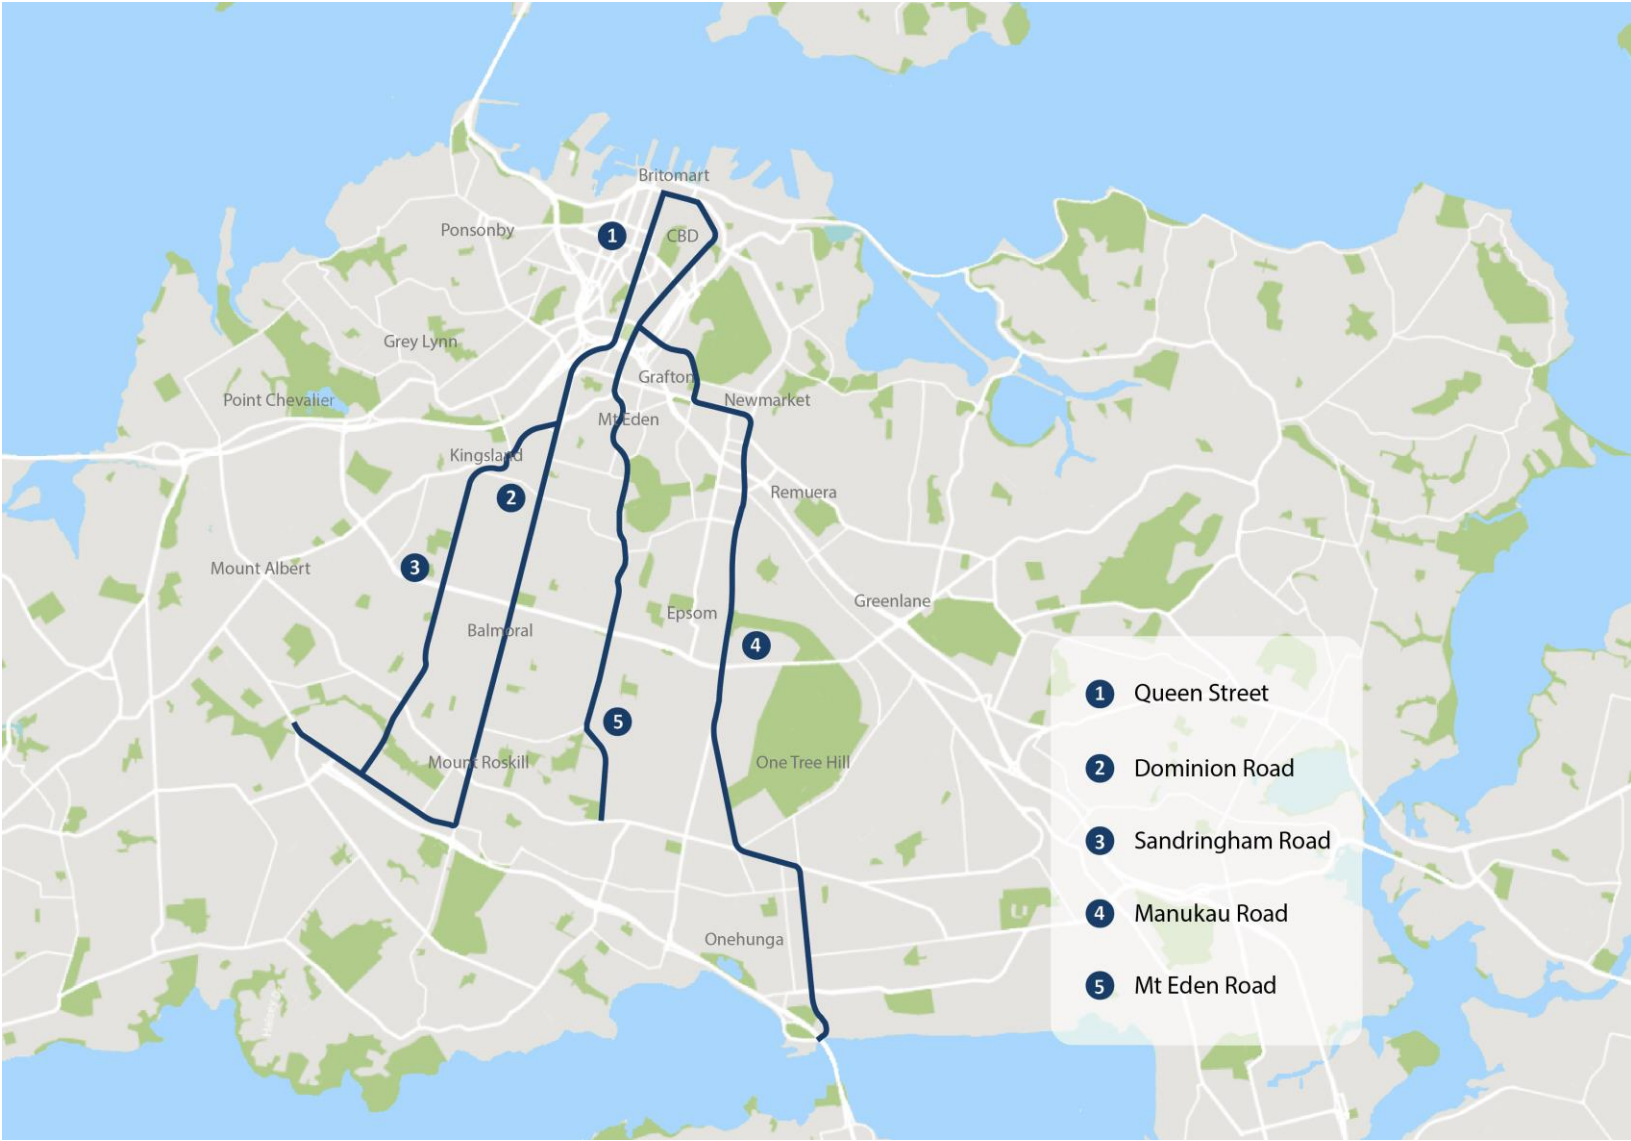 Britomart
Ponsonby
1
CBD
Grey Lynn
Grafton
Point Chevalier
Newmarket
Mt Eden
Kingsland
2
Remuera
Mount Albert
3
Greenlane
Epsom
Balmoral
4
5
Mount Roskill
One Tree Hill
Onehunga
1 Queen Street
2 Dominion Road
3 Sandringham Road
4 Manukau Road
5 Mt Eden Road